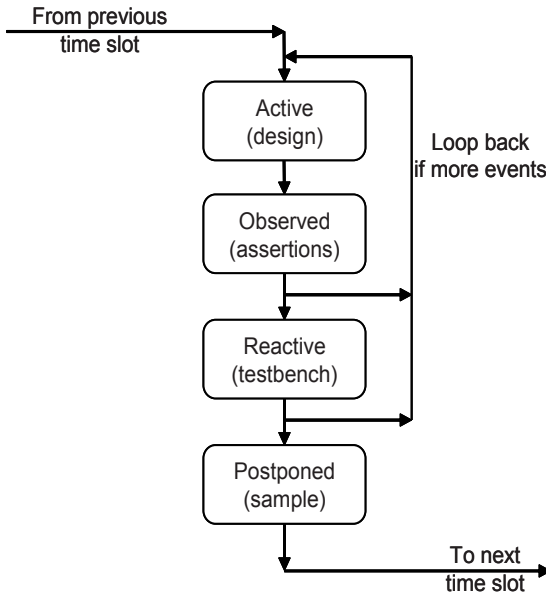 From previous
time slot
Active
(design)
Loop back
if more events
Observed
(assertions)
Reactive
(testbench)
Postponed
(sample)
To next
time slot